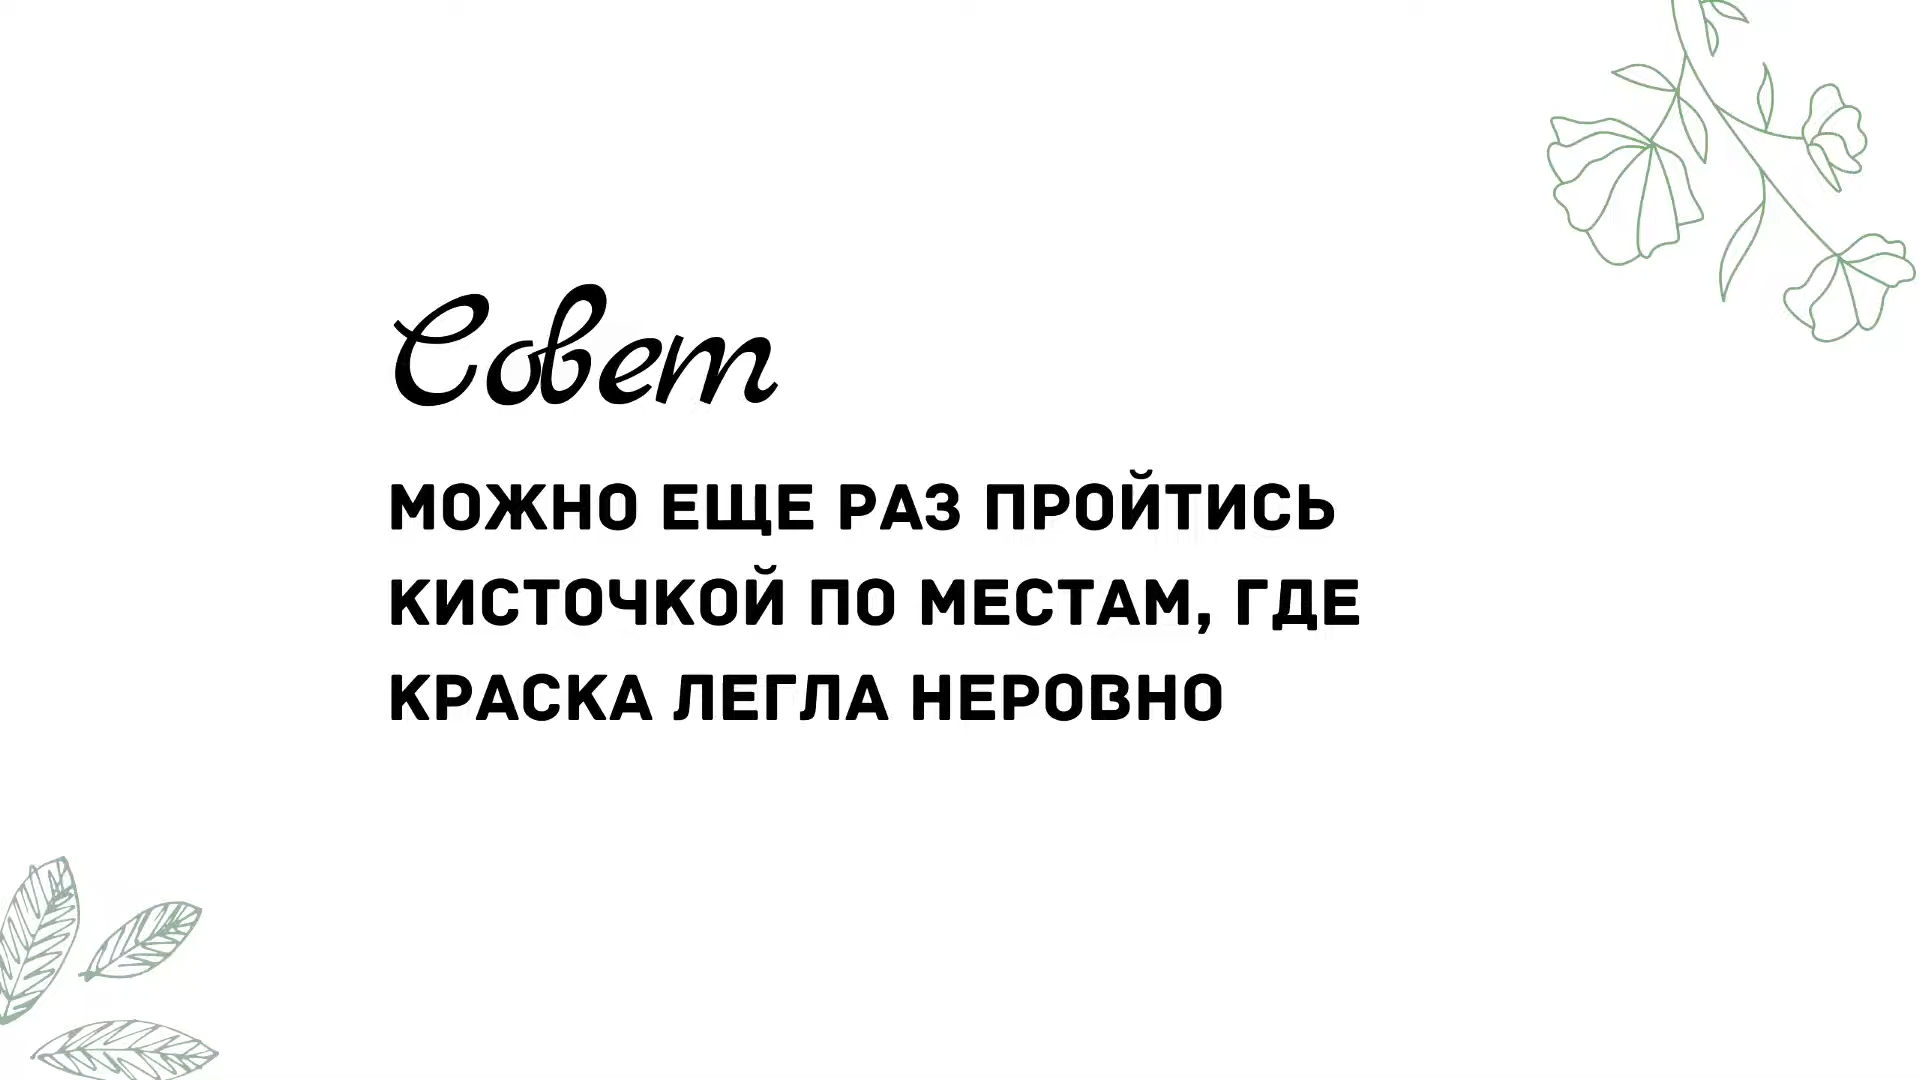 Совет
МОЖНО ЕЩЕ РАЗ ПРОЙТИСЬ
КИСТОЧКОЙ ПО МЕСТАМ, ГДЕ
КРАСКА ЛЕГЛА НЕРОВНО